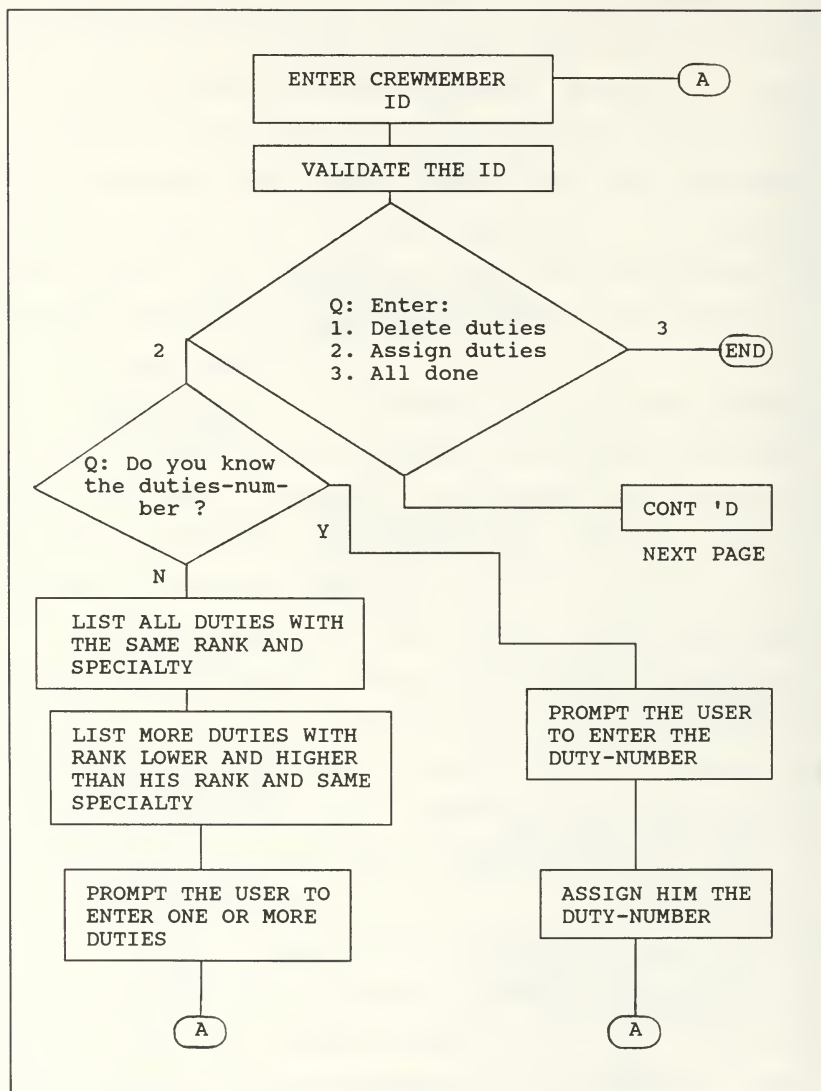 ENTER CREWMEMBER
ID
A
VALIDATE THE ID
Q: Enter:
1. Delete duties
2. Assign duties
3. All done
2
3
END
Q: Do you know
the duties-num-
ber ?
Y
N
CONT 'D
NEXT PAGE
LIST ALL DUTIES WITH
THE SAME RANK AND
SPECIALTY
LIST MORE DUTIES WITH
RANK LOWER AND HIGHER
THAN HIS RANK AND SAME
SPECIALTY
PROMPT THE USER TO
ENTER ONE OR MORE
DUTIES
A
PROMPT THE USER
TO ENTER THE
DUTY-NUMBER
ASSIGN HIM THE
DUTY-NUMBER
A